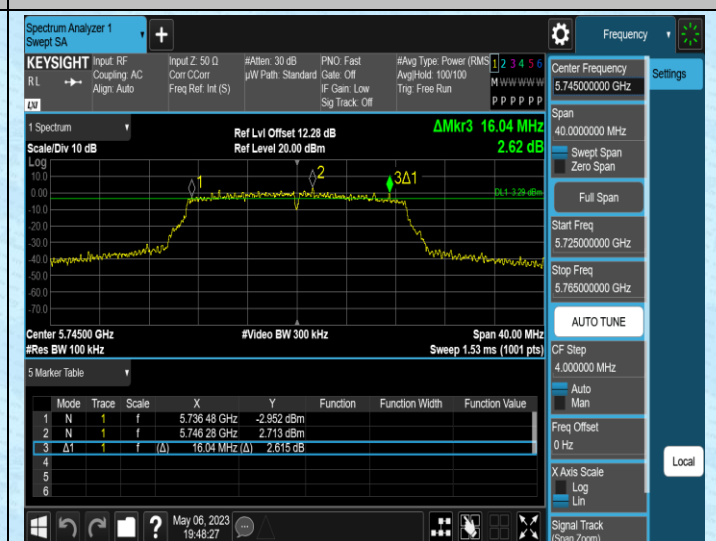 Spectrum Analyzer 1
Swept SA
+
Frequency
KEYSIGHT
RL
LXI
Input: RF
Coupling: AC
Align: Auto
Input Z: 50 Ω
Corr CCorr
Freq Ref: Int (S)
#Atten: 30 dB
µW Path: Standard
PNO: Fast
Gate: Off
IF Gain: Low
Sig Track: Off
#Avg Type: Power (RMS
Avg|Hold: 100/100
Trig: Free Run
1 2 3 4 5 6
M W W W W W
P P P P P P
1 Spectrum
Scale/Div 10 dB
Ref Lvl Offset 12.28 dB
Ref Level 20.00 dBm
ΔMkr3 16.04 MHz
2.62 dB
Log
10.0
0.00
-10.0
-20.0
-30.0
-40.0
-50.0
-60.0
-70.0
1
2
3Δ1
DL1 -3.29 dBm
Center 5.74500 GHz
#Res BW 100 kHz
#Video BW 300 kHz
Span 40.00 MHz
Sweep 1.53 ms (1001 pts)
5 Marker Table
Mode Trace Scale X Y Function Function Width Function Value
1 N 1 f 5.736 48 GHz -2.952 dBm
2 N 1 f 5.746 28 GHz 2.713 dBm
3 Δ1 1 f (Δ) 16.04 MHz (Δ) 2.615 dB
4
5
6
May 06, 2023
19:48:27
Center Frequency
5.745000000 GHz
Span
40.0000000 MHz
Swept Span
Zero Span
Full Span
Start Freq
5.725000000 GHz
Stop Freq
5.765000000 GHz
AUTO TUNE
CF Step
4.000000 MHz
Auto
Man
Freq Offset
0 Hz
X Axis Scale
Log
Lin
Signal Track
(Span Zoom)
Settings
Local